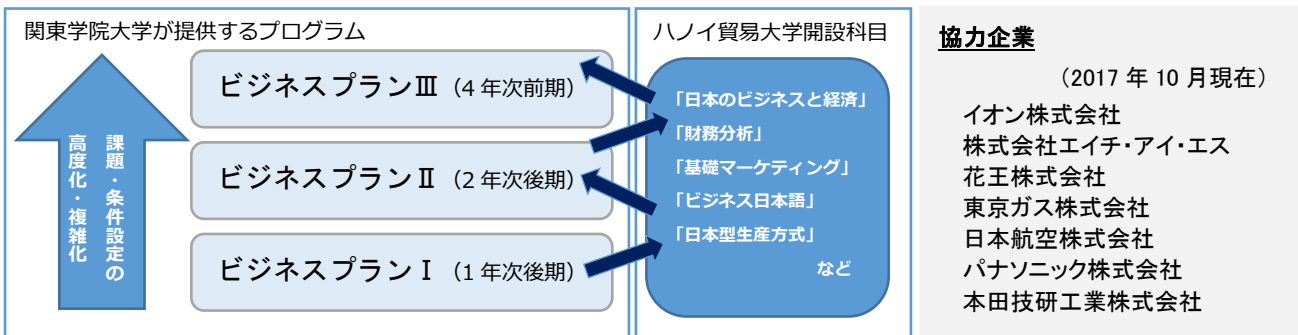 関東学院大学が提供するプログラム
課題・条件設定の
高度化・複雑化
ビジネスプランⅢ（4 年次前期）
ビジネスプランⅡ（2 年次後期）
ビジネスプランⅠ（1 年次後期）
ハノイ貿易大学開設科目
「日本のビジネスと経済」
「財務分析」
「基礎マーケティング」
「ビジネス日本語」
「日本型生産方式」
など
協力企業
（2017 年 10 月現在）
イオン株式会社
株式会社エイチ・アイ・エス
花王株式会社
東京ガス株式会社
日本航空株式会社
パナソニック株式会社
本田技研工業株式会社